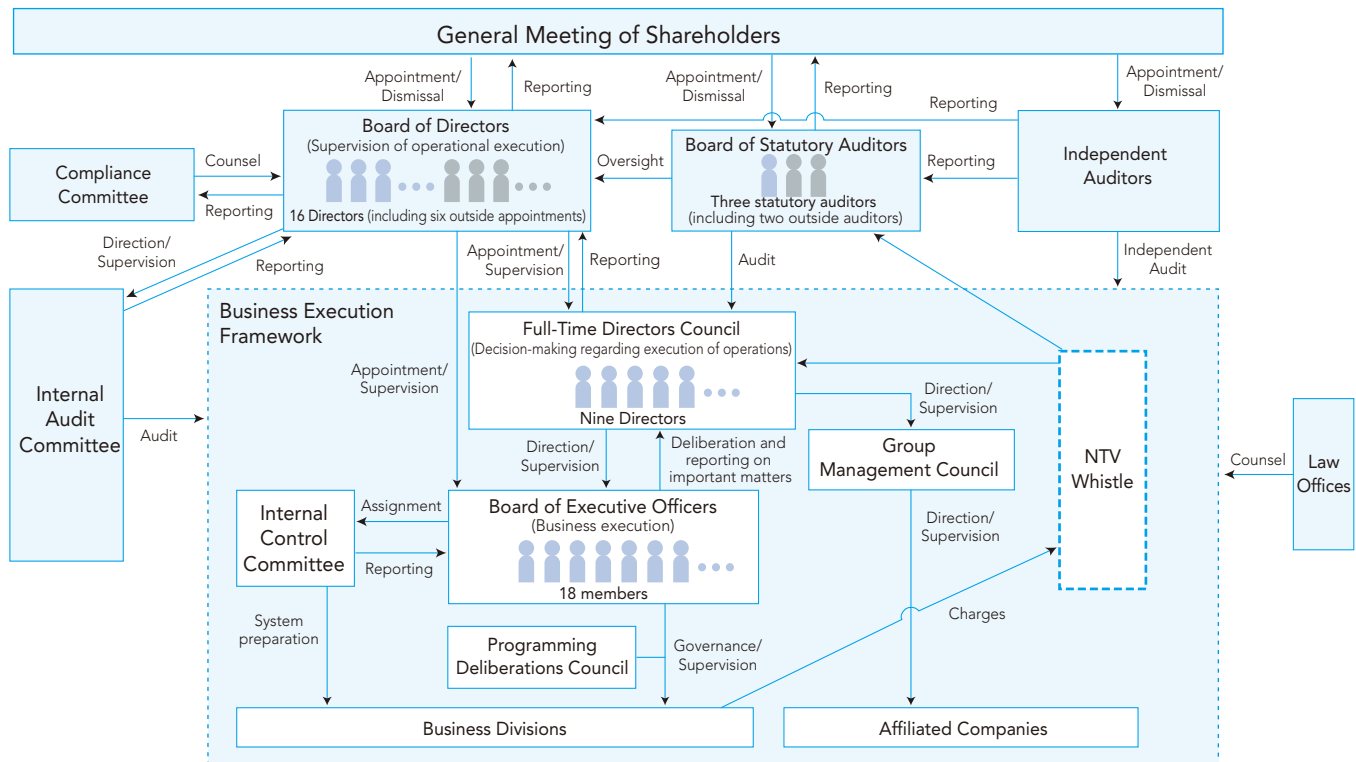 General Meeting of Shareholders
Appointment/
Dismissal
Reporting
Appointment/
Dismissal
Reporting
Appointment/
Dismissal
Reporting
Board of Directors
(Supervision of operational execution)
16 Directors (including six outside appointments)
Oversight
Board of Statutory Auditors
Three statutory auditors
(including two outside auditors)
Reporting
Independent
Auditors
Compliance
Committee
Counsel
Reporting
Direction/
Supervision
Reporting
Appointment/
Supervision
Reporting
Audit
Independent
Audit
Internal
Audit
Committee
Audit
Business Execution
Framework
Full-Time Directors Council
(Decision-making regarding execution of operations)
Nine Directors
Appointment/
Supervision
Direction/
Supervision
Direction/
Supervision
Deliberation and
reporting on
important matters
Group
Management Council
NTV
Whistle
Counsel
Law
Offices
Internal
Control
Committee
Assignment
Reporting
Board of Executive Officers
(Business execution)
18 members
Direction/
Supervision
System
preparation
Programming
Deliberations Council
Governance/
Supervision
Charges
Business Divisions
Affiliated Companies